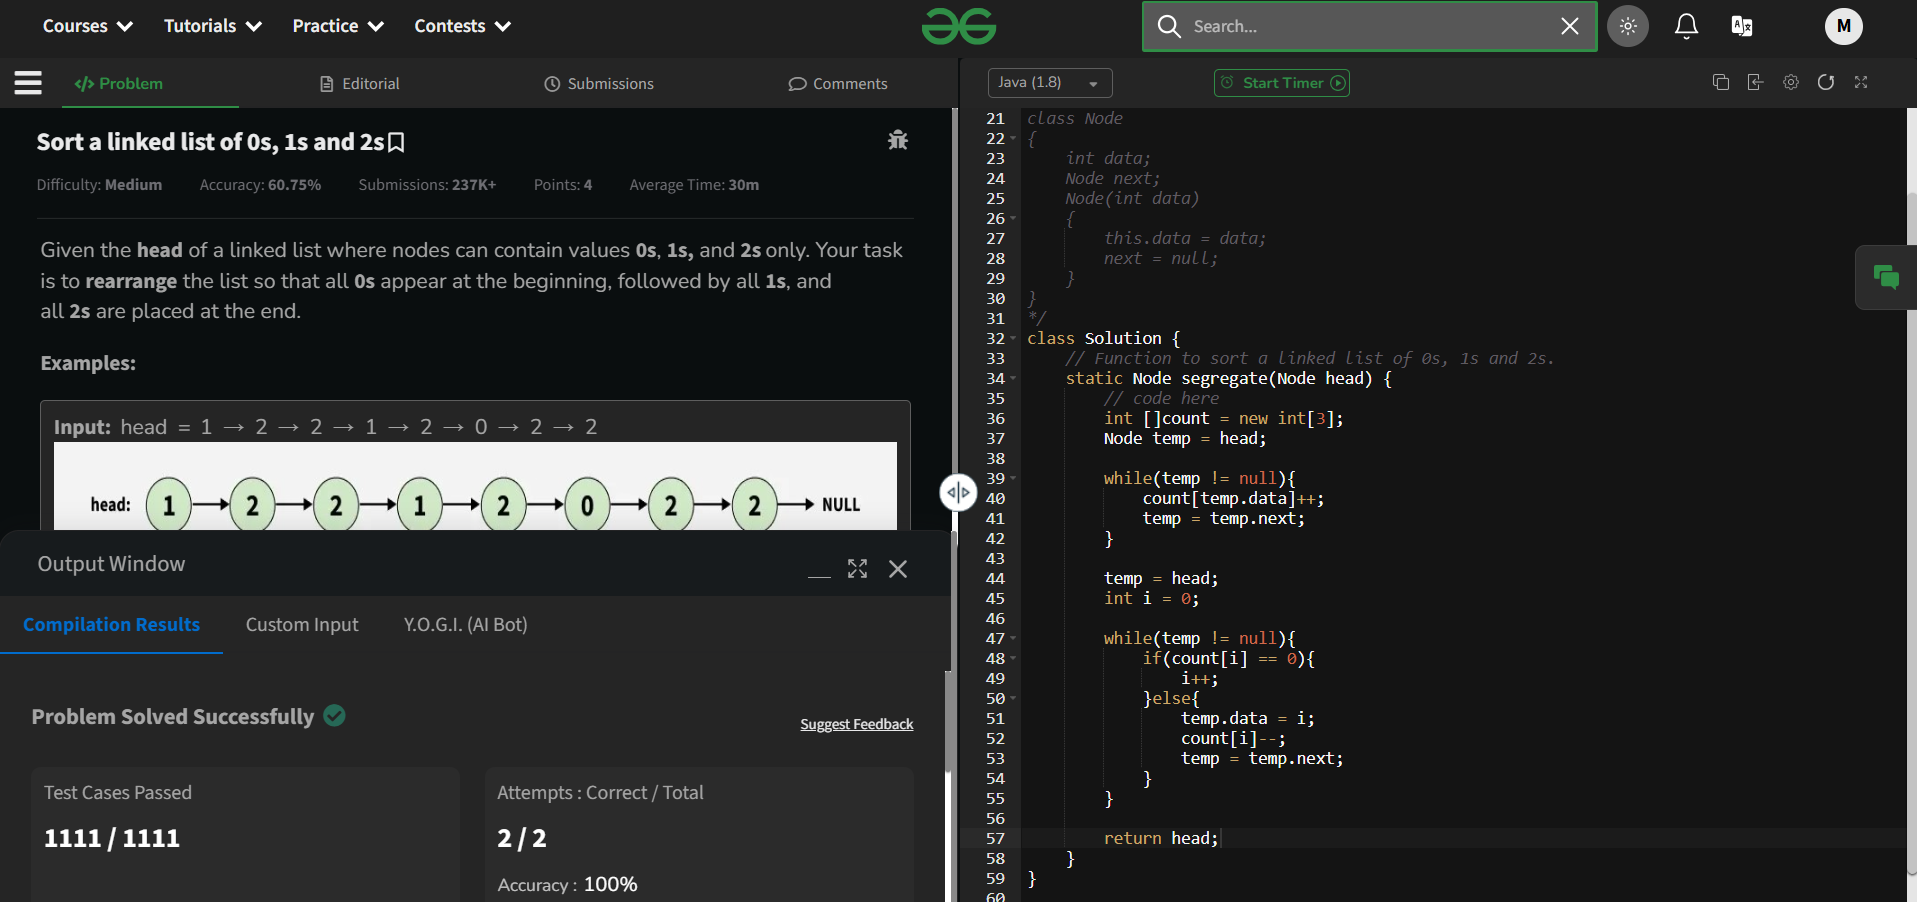 Courses Tutorials Practice Contests
Search...
M
Problem Editorial Submissions Comments
Java (1.8) Start Timer
Sort a linked list of 0s, 1s and 2s
Difficulty: Medium Accuracy: 60.75% Submissions: 237K+ Points: 4 Average Time: 30m
Given the head of a linked list where nodes can contain values 0s, 1s, and 2s only. Your task
is to rearrange the list so that all 0s appear at the beginning, followed by all 1s, and
all 2s are placed at the end.
Examples:
Input: head = 1 → 2 → 2 → 1 → 2 → 0 → 2 → 2
head: 1 2 2 1 2 0 2 2 NULL
Output Window
Compilation Results Custom Input Y.O.G.I. (AI Bot)
Problem Solved Successfully
Suggest Feedback
Test Cases Passed
1111 / 1111
Attempts : Correct / Total
2 / 2
Accuracy : 100%
21 class Node
22 {
23 int data;
24 Node next;
25 Node(int data)
26 {
27 this.data = data;
28 next = null;
29 }
30 }
31 */
32 class Solution {
33 // Function to sort a linked list of 0s, 1s and 2s.
34 static Node segregate(Node head) {
35 // code here
36 int []count = new int[3];
37 Node temp = head;
38
39 while(temp != null){
40 count[temp.data]++;
41 temp = temp.next;
42 }
43
44 temp = head;
45 int i = 0;
46
47 while(temp != null){
48 if(count[i] == 0){
49 i++;
50 }else{
51 temp.data = i;
52 count[i]--;
53 temp = temp.next;
54 }
55 }
56
57 return head;
58 }
59 }
60